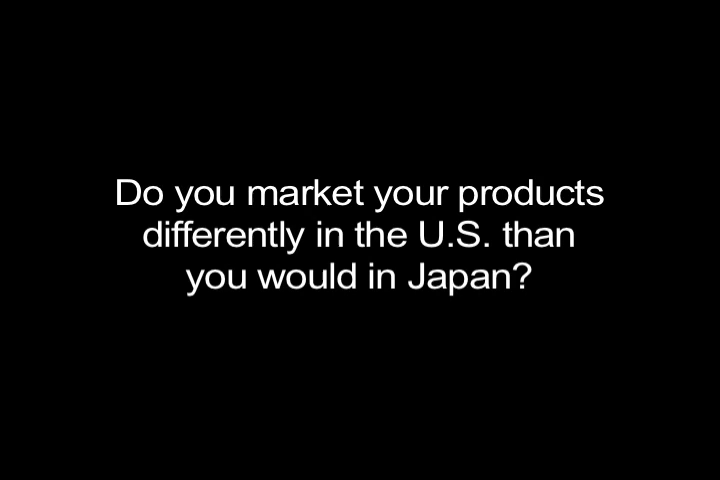 Do you market your products
differently in the U.S. than
you would in Japan?